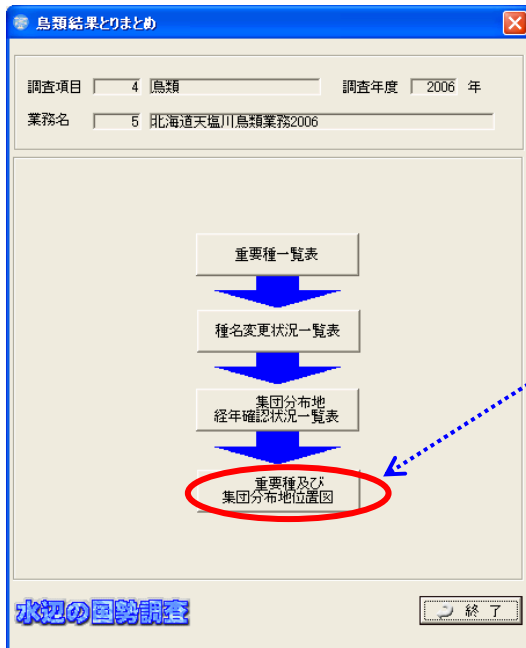 鳥類結果とりまとめ
調査項目 4 鳥類 調査年度 2006 年
業務名 5 北海道天塩川鳥類業務2006
重要種一覧表
種名変更状況一覧表
集団分布地
経年確認状況一覧表
重要種及び
集団分布地位置図
水辺の国勢調査
終 了